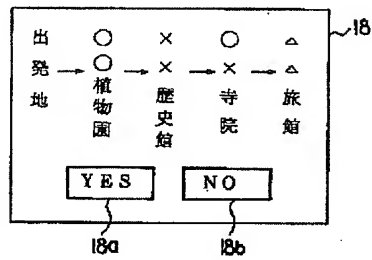 18
出発地
→
○○植物園
→
××歴史館
→
○×寺院
→
△△旅館
YES
NO
18a
18b